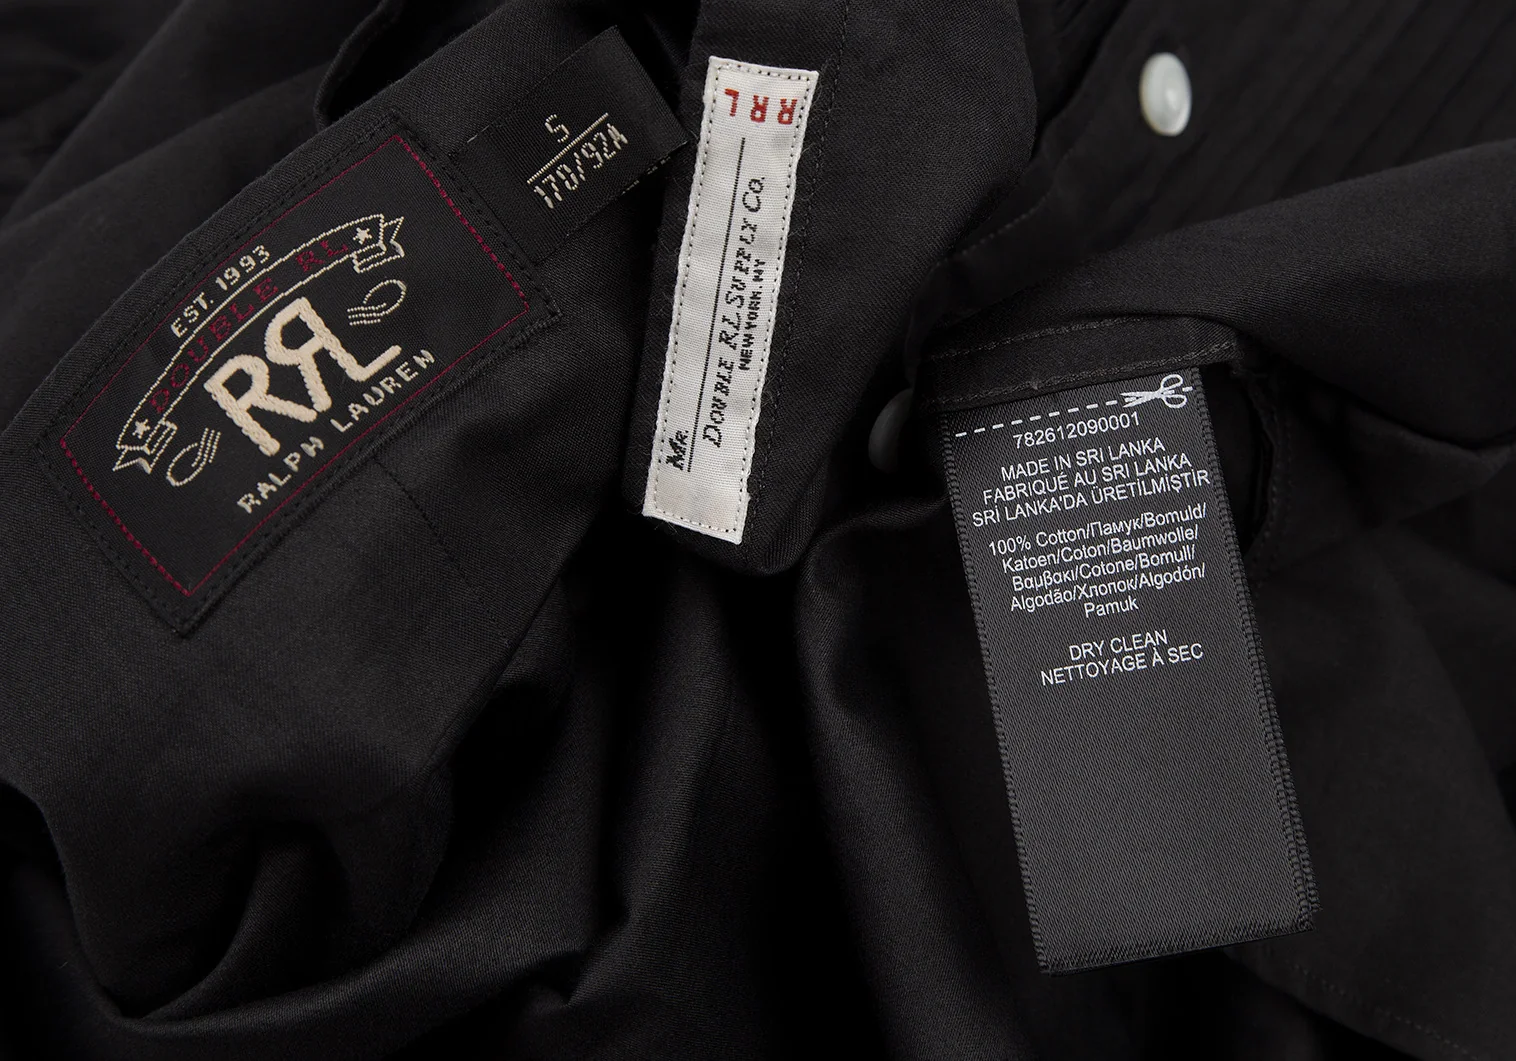 EST. 1993
DOUBLE RL
RRL
RALPH LAUREN
S
170/92A
RRL
Mr.
DOUBLE RL SUPPLY CO.
NEW YORK, NY
782612090001
MADE IN SRI LANKA
FABRIQUÉ AU SRI LANKA
SRİ LANKA'DA ÜRETİLMİŞTİR
100% Cotton/Памук/Bomuld/
Katoen/Coton/Baumwolle/
Βαμβακι/Cotone/Bomull/
Algodão/Хлопок/Algodón/
Pamuk
DRY CLEAN
NETTOYAGE À SEC